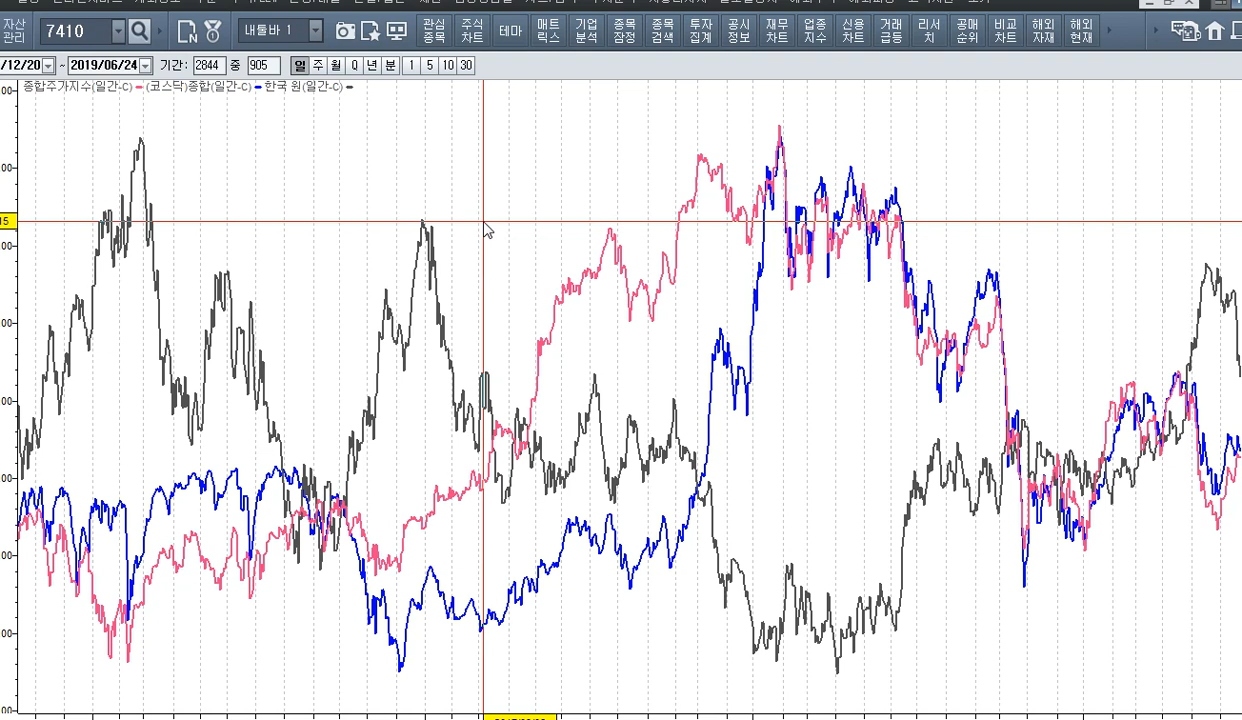 자산 관리
7410
내툴바 1
관심 종목
주식 차트
테마
매트 릭스
기업 분석
종목 잠정
종목 검색
투자 집계
공시 정보
재무 차트
업종 지수
신용 차트
거래 급등
리서 치
공매 순위
비교 차트
해외 자재
해외 현재
/12/20 ~ 2019/06/24 기간: 2844 중 905 일 주 월 Q 년 분 1 5 10 30
종합주가지수(일간-C) (코스닥)종합(일간-C) 한국 원(일간-C)